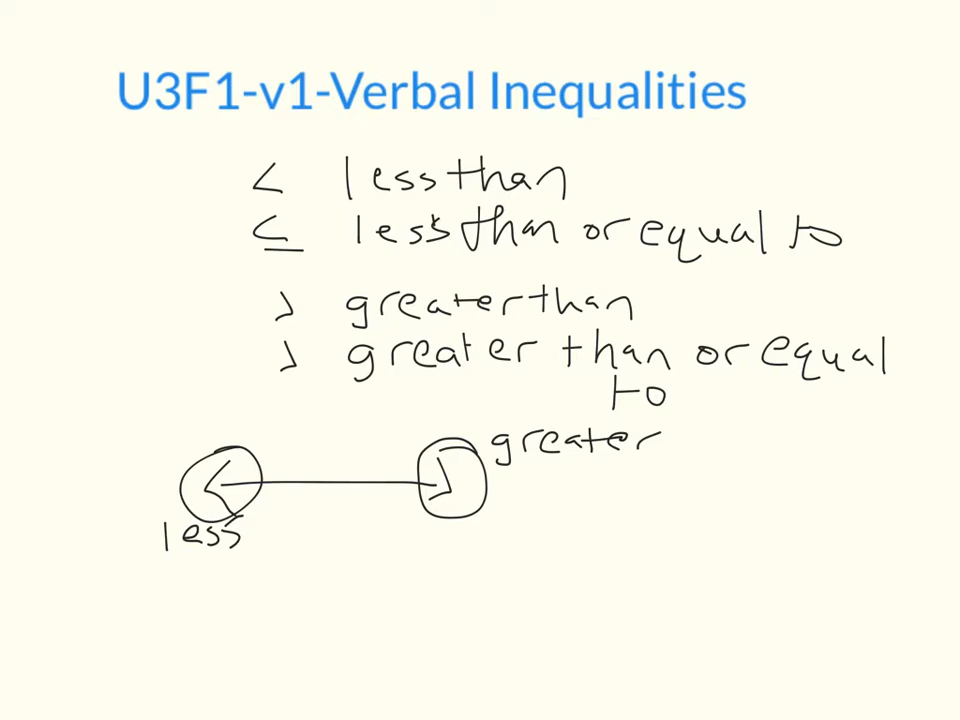 U3F1-v1-Verbal Inequalities
< less than
≤ less than or equal to
> greater than
> greater than or equal
to
greater
less